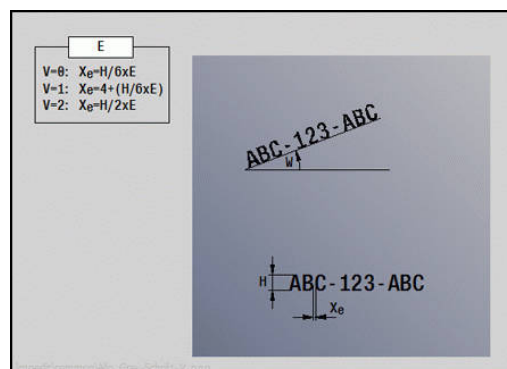 E
V=0: Xe=H/6xE
V=1: Xe=4+(H/6xE)
V=2: Xe=H/2xE
ABC-123-ABC
W
H
ABC-123-ABC
Xe